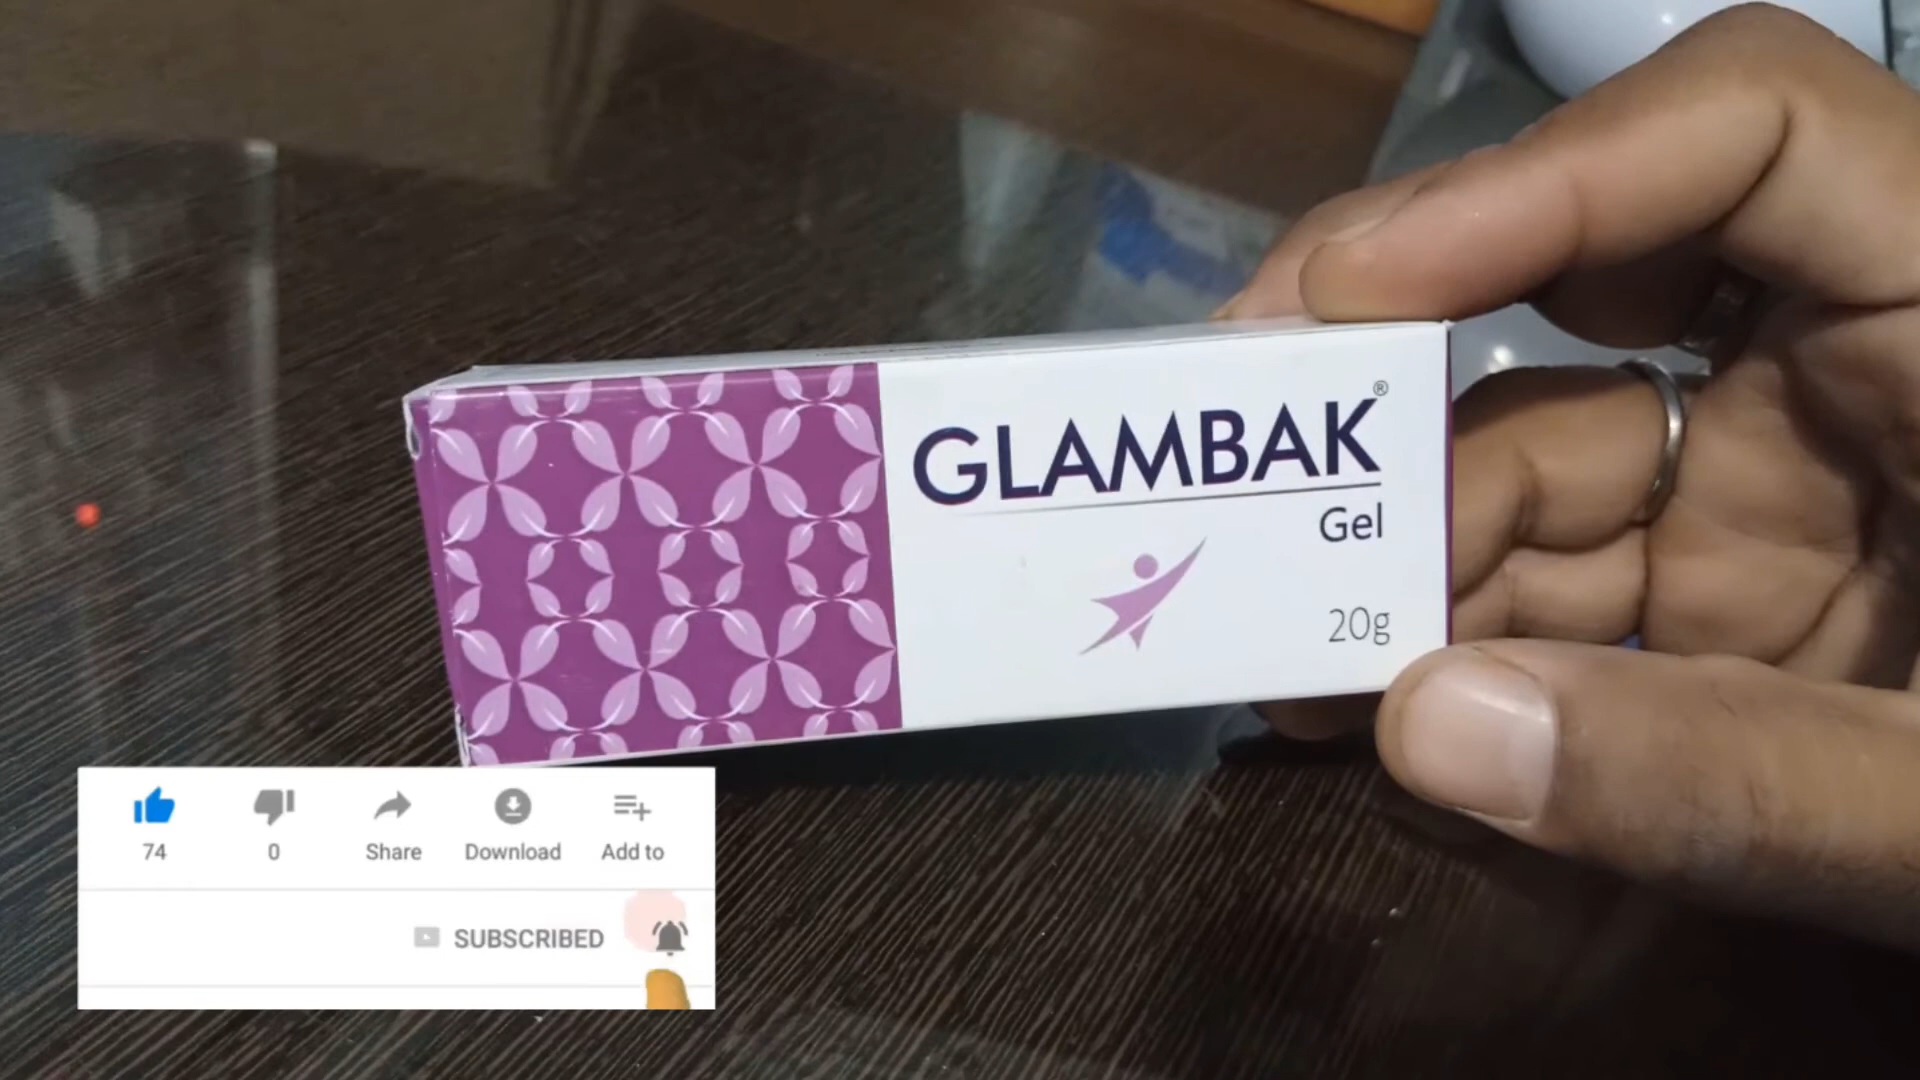 GLAMBAK®
Gel
20g
74 0 Share Download Add to
SUBSCRIBED